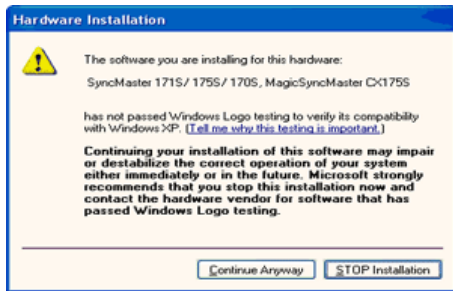 Hardware Installation
The software you are installing for this hardware:
SyncMaster 171S/ 175S/ 170S, MagicSyncMaster CX175S
has not passed Windows Logo testing to verify its compatibility
with Windows XP. (Tell me why this testing is important.)
Continuing your installation of this software may impair
or destabilize the correct operation of your system
either immediately or in the future. Microsoft strongly
recommends that you stop this installation now and
contact the hardware vendor for software that has
passed Windows Logo testing.
Continue Anyway STOP Installation